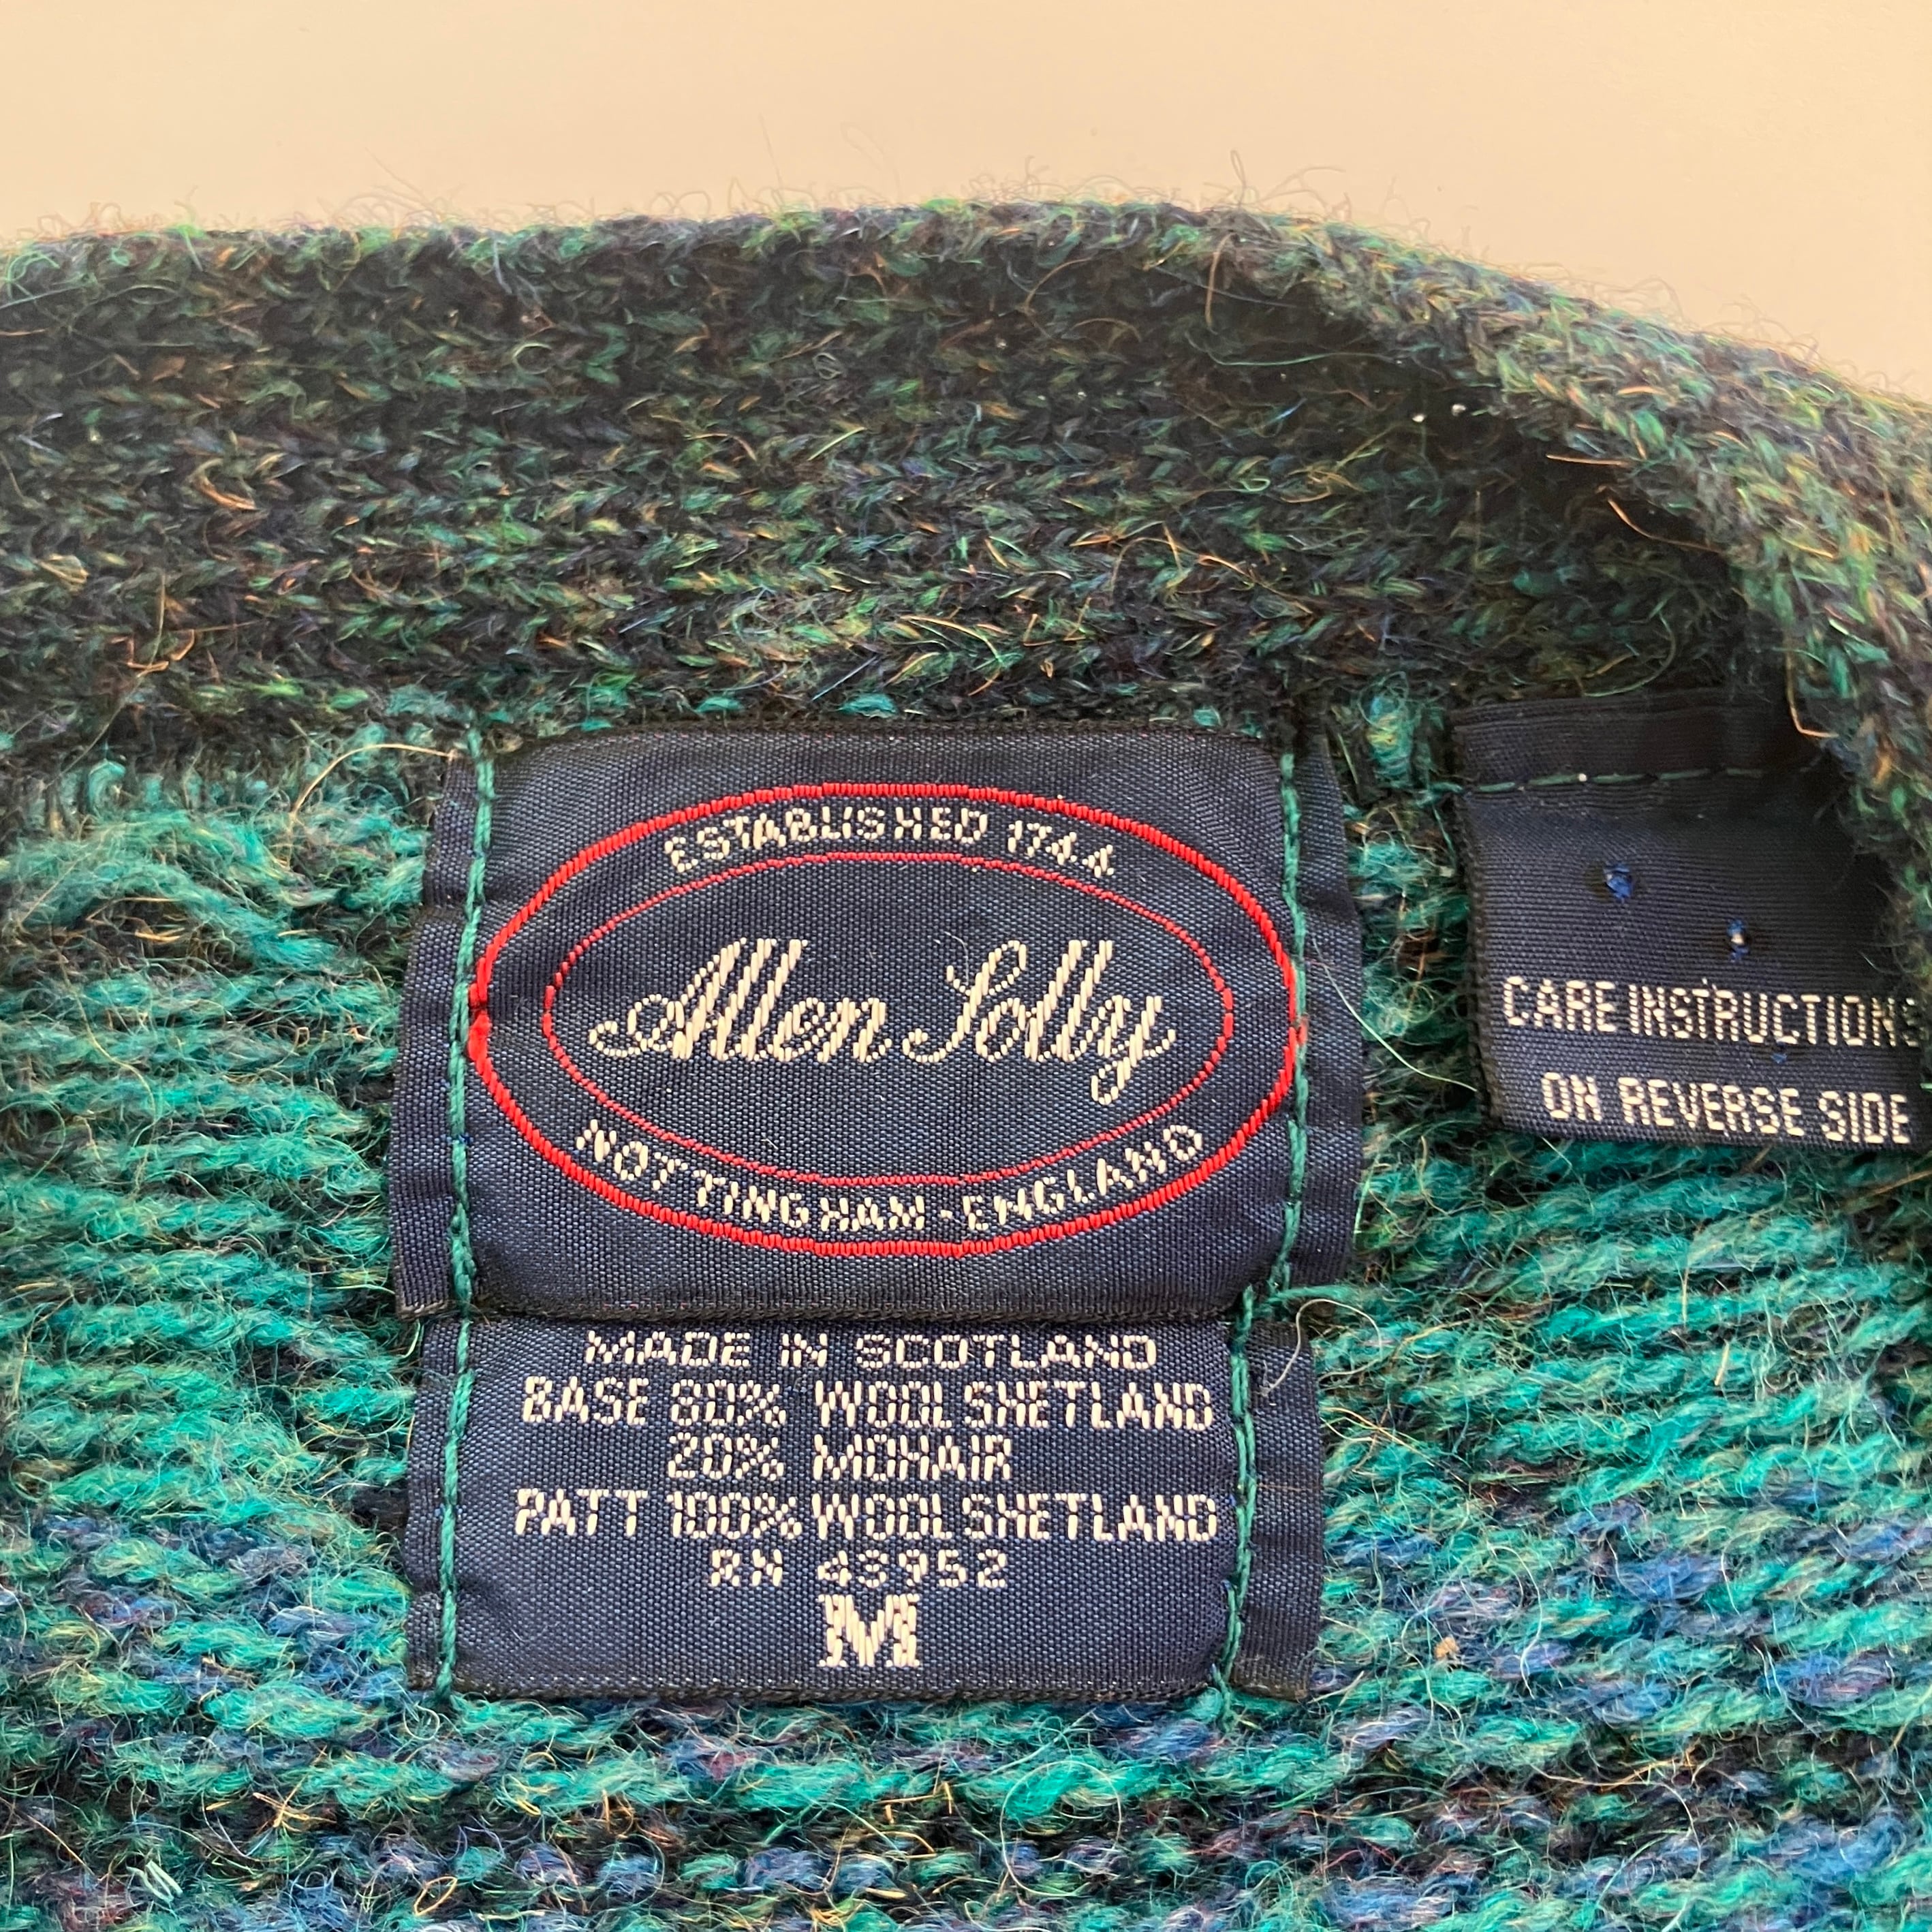 ESTABLISHED 1744
Allen Solly
NOTTINGHAM - ENGLAND
MADE IN SCOTLAND
BASE 80% WOOL SHETLAND
20% MOHAIR
PATT 100% WOOL SHETLAND
RN 43952
M
CARE INSTRUCTIONS
ON REVERSE SIDE